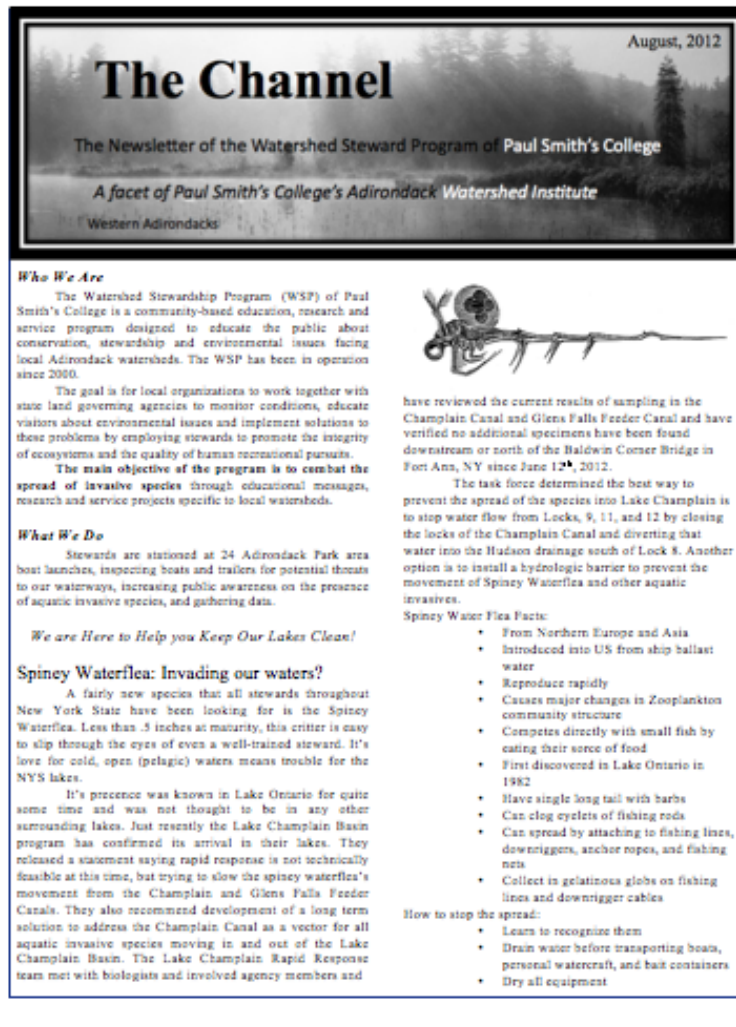 August, 2012
The Channel
The Newsletter of the Watershed Steward Program of Paul Smith's College
A facet of Paul Smith's College's Adirondack Watershed Institute
Western Adirondacks
Who We Are
The Watershed Stewardship Program (WSP) of Paul
Smith's College is a community-based education, research and
service program designed to educate the public about
conservation, stewardship and environmental issues facing
local Adirondack watersheds. The WSP has been in operation
since 2000.
The goal is for local organizations to work together with
state land governing agencies to monitor conditions, educate
visitors about environmental issues and implement solutions to
these problems by employing stewards to promote the integrity
of ecosystems and the quality of human recreational pursuits.
The main objective of the program is to combat the
spread of invasive species through educational messages,
research and service projects specific to local watersheds.
What We Do
Stewards are stationed at 24 Adirondack Park area
boat launches, inspecting boats and trailers for potential threats
to our waterways, increasing public awareness on the presence
of aquatic invasive species, and gathering data.
We are Here to Help you Keep Our Lakes Clean!
Spiney Waterflea: Invading our waters?
A fairly new species that all stewards throughout
New York State have been looking for is the Spiney
Waterflea. Less than .5 inches at maturity, this critter is easy
to slip through the eyes of even a well-trained steward. It's
love for cold, open (pelagic) waters means trouble for the
NYS lakes.
It's precence was known in Lake Ontario for quite
some time and was not thought to be in any other
surrounding lakes. Just resently the Lake Champlain Basin
program has confirmed its arrival in their lakes. They
released a statement saying rapid response is not technically
feasible at this time, but trying to slow the spiney waterflea's
movement from the Champlain and Glens Falls Feeder
Canals. They also recommend development of a long term
solution to address the Champlain Canal as a vector for all
aquatic invasive species moving in and out of the Lake
Champlain Basin. The Lake Champlain Rapid Response
team met with biologists and involved agency members and
have reviewed the current results of sampling in the
Champlain Canal and Glens Falls Feeder Canal and have
verified no additional specimens have been found
downstream or north of the Baldwin Corner Bridge in
Fort Ann, NY since June 12th, 2012.
The task force determined the best way to
prevent the spread of the species into Lake Champlain is
to stop water flow from Locks, 9, 11, and 12 by closing
the locks of the Champlain Canal and diverting that
water into the Hudson drainage south of Lock 8. Another
option is to install a hydrologic barrier to prevent the
movement of Spiney Waterflea and other aquatic
invasives.
Spiney Water Flea Facts:
• From Northern Europe and Asia
• Introduced into US from ship ballast
water
• Reproduce rapidly
• Causes major changes in Zooplankton
community structure
• Competes directly with small fish by
eating their sorce of food
• First discovered in Lake Ontario in
1982
• Have single long tail with barbs
• Can clog eyelets of fishing rods
• Can spread by attaching to fishing lines,
downriggers, anchor ropes, and fishing
nets
• Collect in gelatinous globs on fishing
lines and downrigger cables
How to stop the spread:
• Learn to recognize them
• Drain water before transporting boats,
personal watercraft, and bait containers
• Dry all equipment